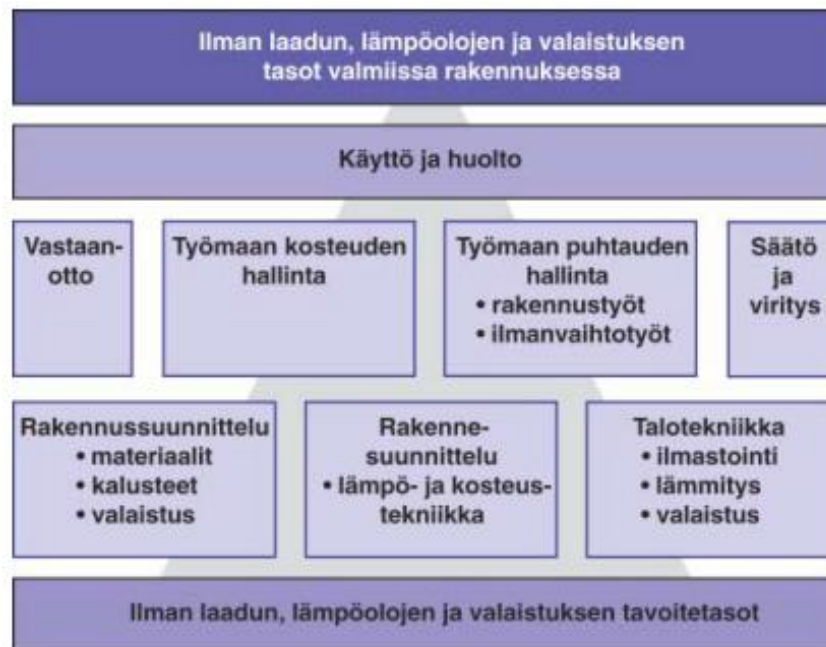 Ilman laadun, lämpöolojen ja valaistuksen
tasot valmiissa rakennuksessa
Käyttö ja huolto
Vastaan-
otto
Työmaan kosteuden
hallinta
Työmaan puhtauden
hallinta
• rakennustyöt
• ilmanvaihtotyöt
Säätö
ja
viritys
Rakennussuunnittelu
• materiaalit
• kalusteet
• valaistus
Rakenne-
suunnittelu
• lämpö- ja kosteus-
tekniikka
Talotekniikka
• ilmastointi
• lämmitys
• valaistus
Ilman laadun, lämpöolojen ja valaistuksen tavoitetasot